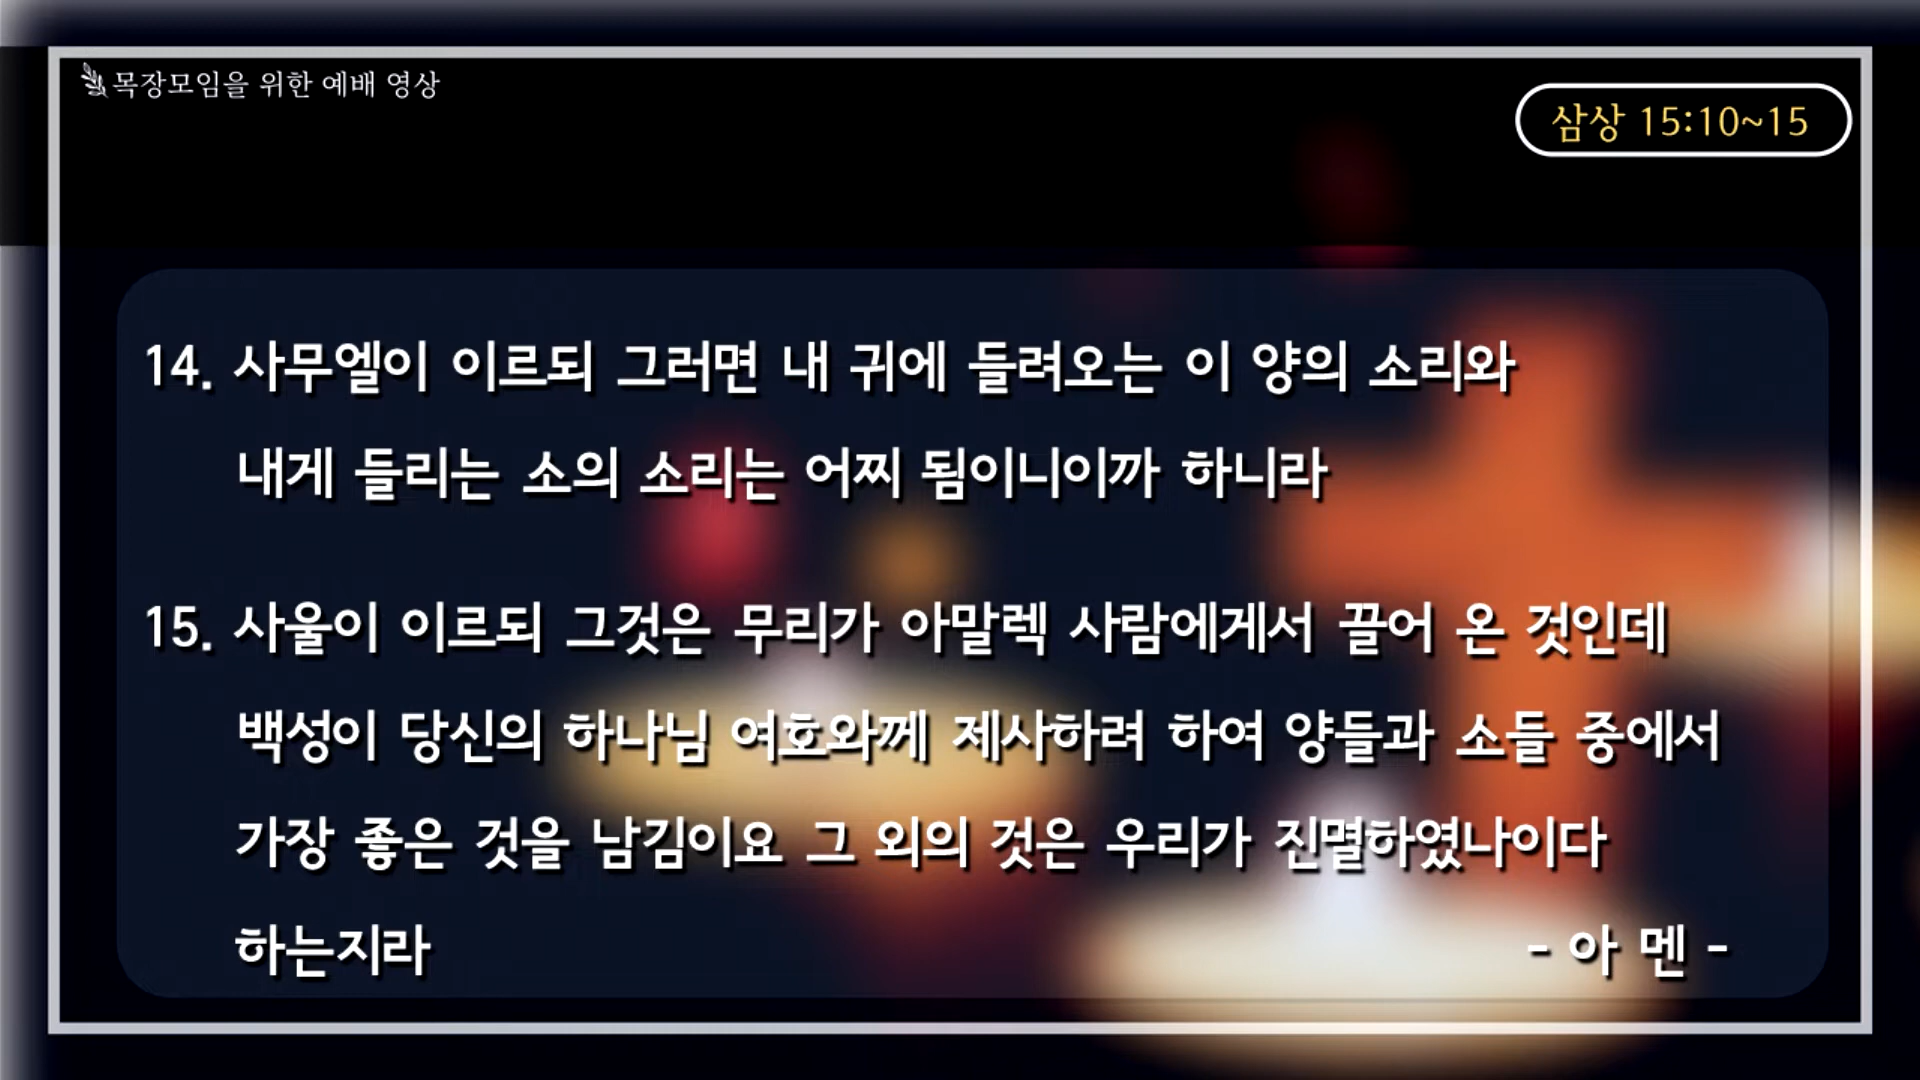 목장모임을 위한 예배 영상
삼상 15:10~15
14. 사무엘이 이르되 그러면 내 귀에 들려오는 이 양의 소리와
내게 들리는 소의 소리는 어찌 됨이니이까 하니라
15. 사울이 이르되 그것은 무리가 아말렉 사람에게서 끌어 온 것인데
백성이 당신의 하나님 여호와께 제사하려 하여 양들과 소들 중에서
가장 좋은 것을 남김이요 그 외의 것은 우리가 진멸하였나이다
하는지라 - 아 멘 -